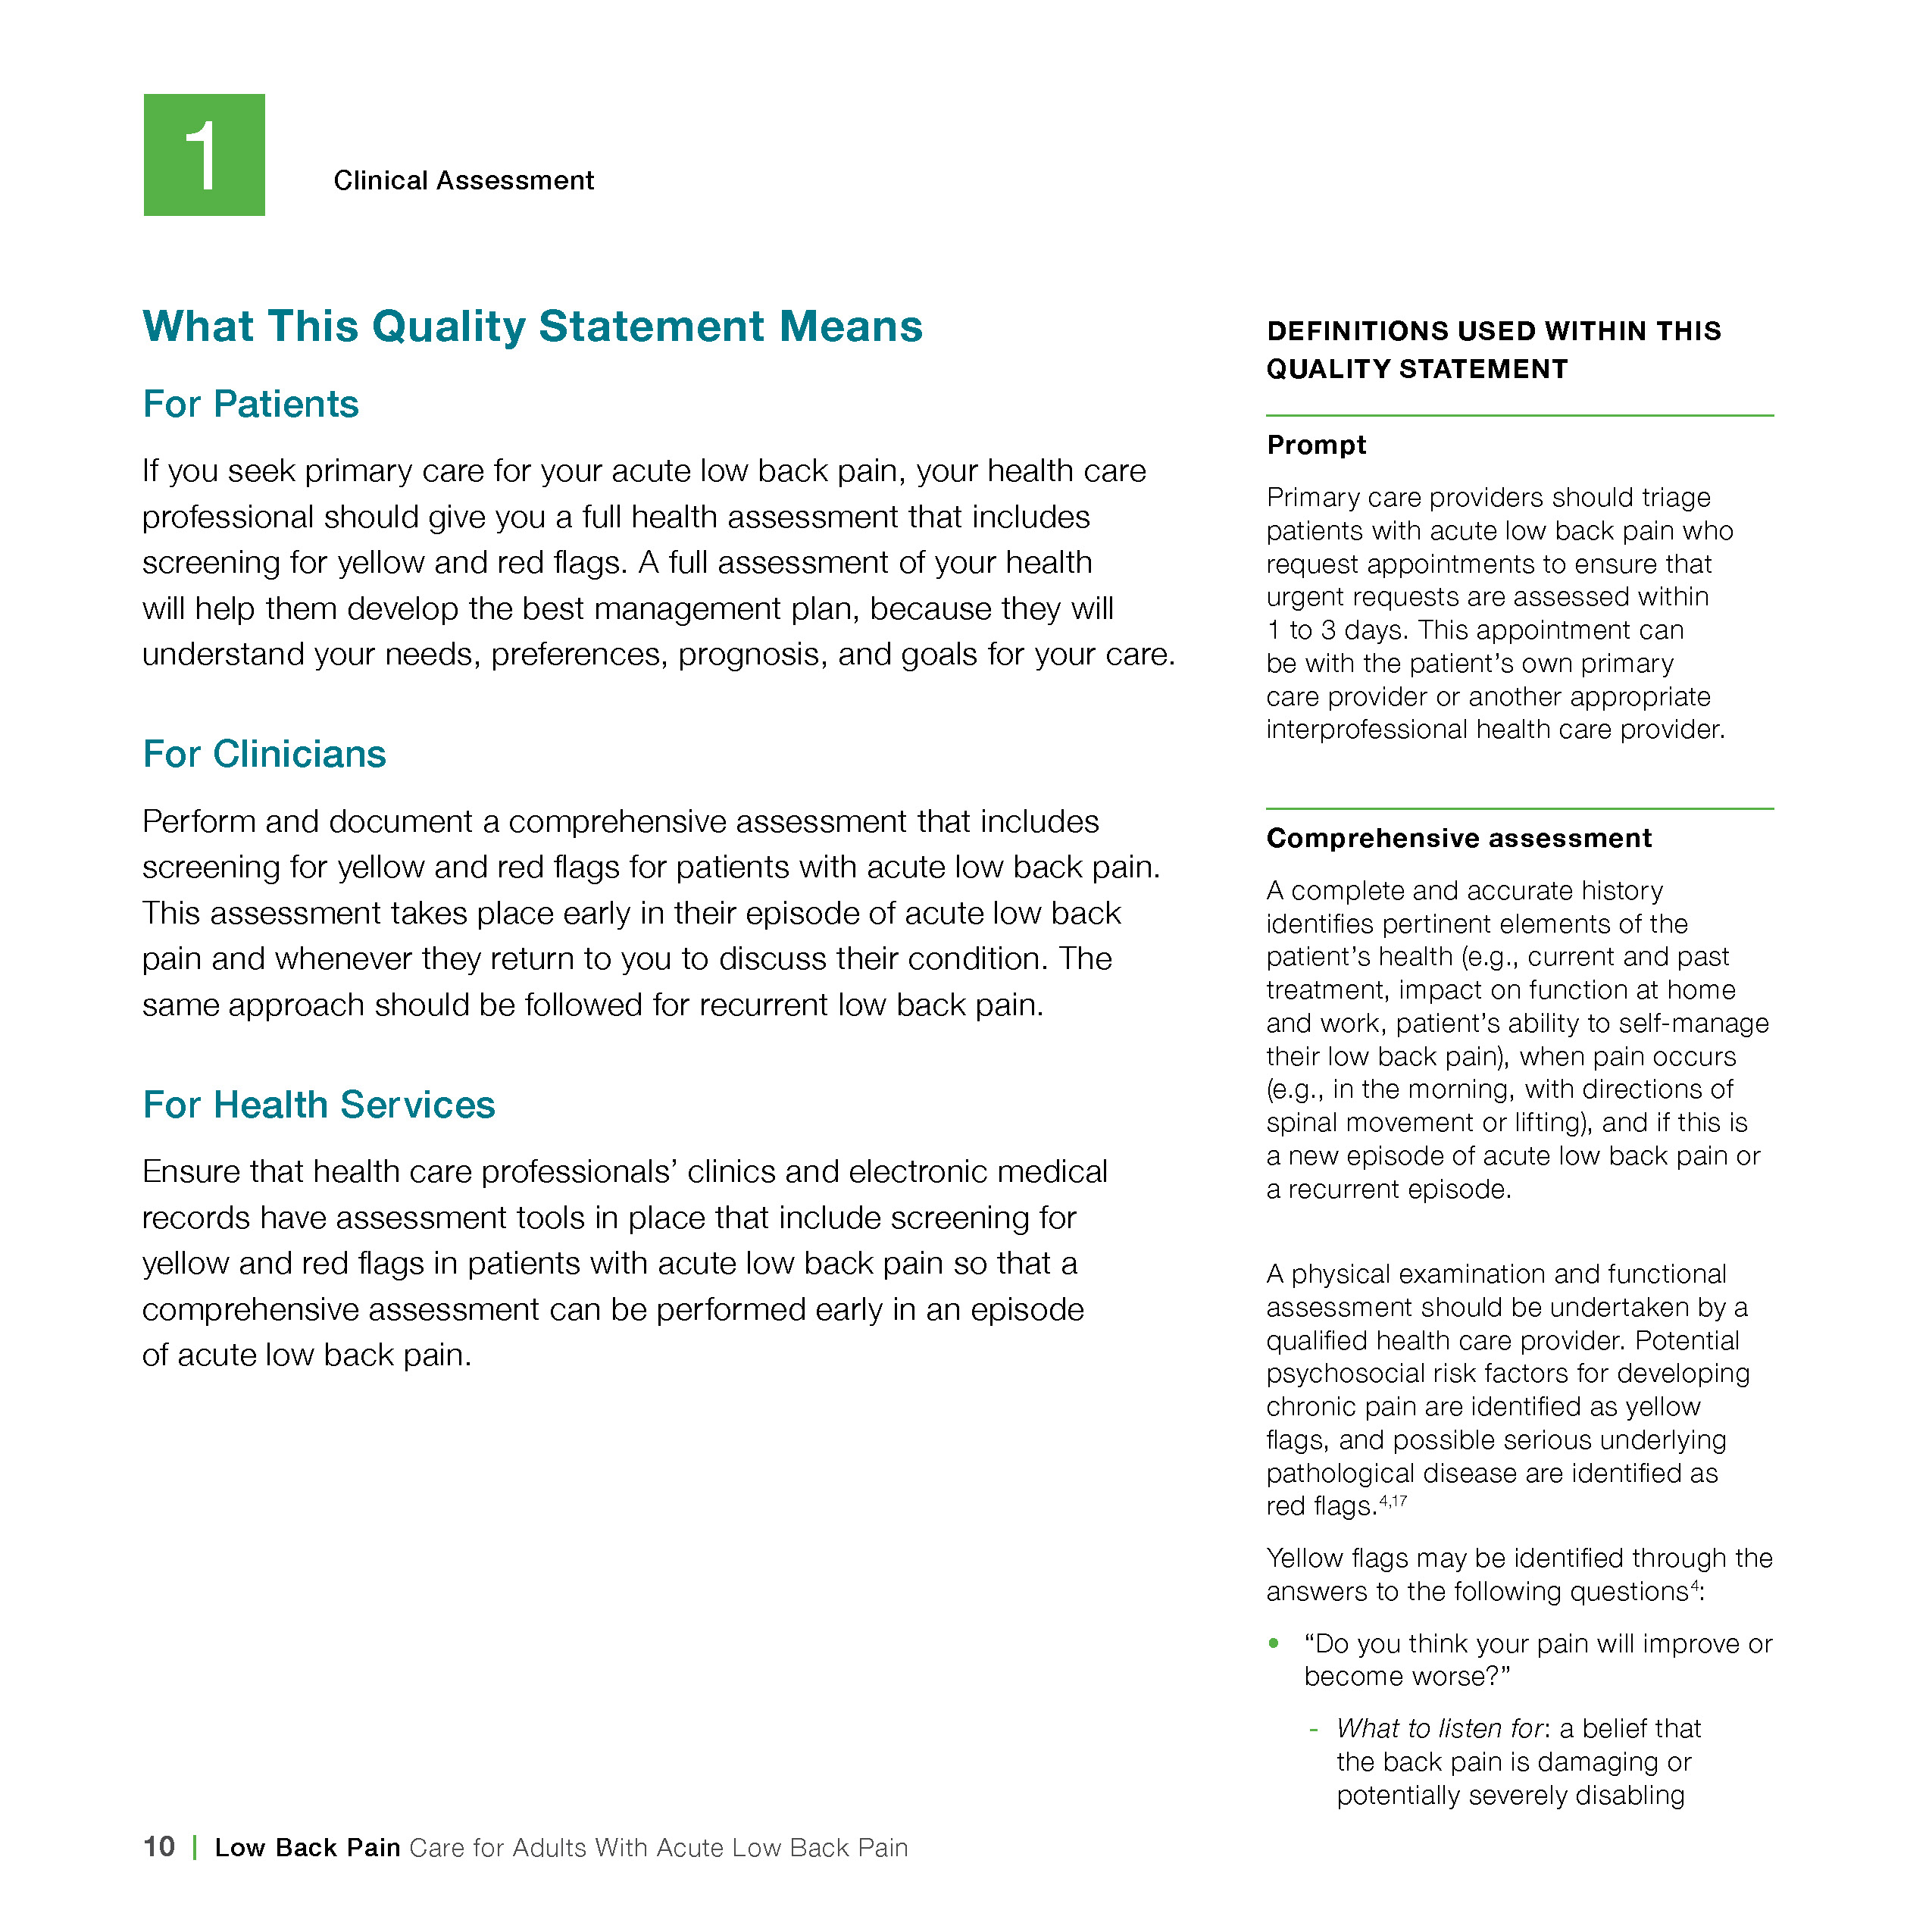 1
Clinical Assessment
What This Quality Statement Means
For Patients
If you seek primary care for your acute low back pain, your health care
professional should give you a full health assessment that includes
screening for yellow and red flags. A full assessment of your health
will help them develop the best management plan, because they will
understand your needs, preferences, prognosis, and goals for your care.
For Clinicians
Perform and document a comprehensive assessment that includes
screening for yellow and red flags for patients with acute low back pain.
This assessment takes place early in their episode of acute low back
pain and whenever they return to you to discuss their condition. The
same approach should be followed for recurrent low back pain.
For Health Services
Ensure that health care professionals’ clinics and electronic medical
records have assessment tools in place that include screening for
yellow and red flags in patients with acute low back pain so that a
comprehensive assessment can be performed early in an episode
of acute low back pain.
DEFINITIONS USED WITHIN THIS
QUALITY STATEMENT
Prompt
Primary care providers should triage
patients with acute low back pain who
request appointments to ensure that
urgent requests are assessed within
1 to 3 days. This appointment can
be with the patient’s own primary
care provider or another appropriate
interprofessional health care provider.
Comprehensive assessment
A complete and accurate history
identifies pertinent elements of the
patient’s health (e.g., current and past
treatment, impact on function at home
and work, patient’s ability to self-manage
their low back pain), when pain occurs
(e.g., in the morning, with directions of
spinal movement or lifting), and if this is
a new episode of acute low back pain or
a recurrent episode.
A physical examination and functional
assessment should be undertaken by a
qualified health care provider. Potential
psychosocial risk factors for developing
chronic pain are identified as yellow
flags, and possible serious underlying
pathological disease are identified as
red flags.4,17
Yellow flags may be identified through the
answers to the following questions4:
• “Do you think your pain will improve or
become worse?”
- What to listen for: a belief that
the back pain is damaging or
potentially severely disabling
10 | Low Back Pain Care for Adults With Acute Low Back Pain